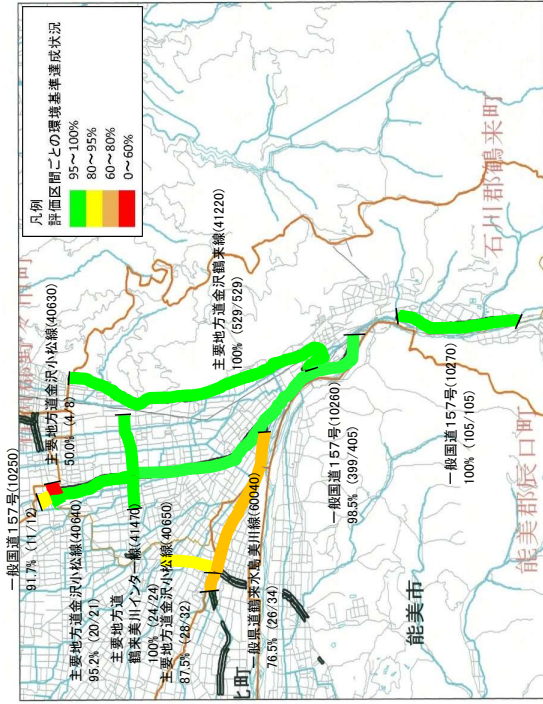 凡例
評価区間ごとの環境基準達成状況
95~100%
80~95%
60~80%
0~60%
一般国道157号(10250)
91.7% (11/12)
主要地方道金沢小松線(40630)
50.0% (4/8)
主要地方道金沢小松線(40640)
95.2% (20/21)
主要地方道
鶴来美川インター線(41470)
100% (24/24)
主要地方道金沢小松線(40650)
87.5% (28/32)
一般県道鶴来水島美川線(60040)
76.5% (26/34)
主要地方道金沢鶴来線(41220)
100% (529/529)
一般国道157号(10260)
98.5% (399/405)
一般国道157号(10270)
100% (105/105)
石川郡鶴来町
能美郡辰口町
能美市